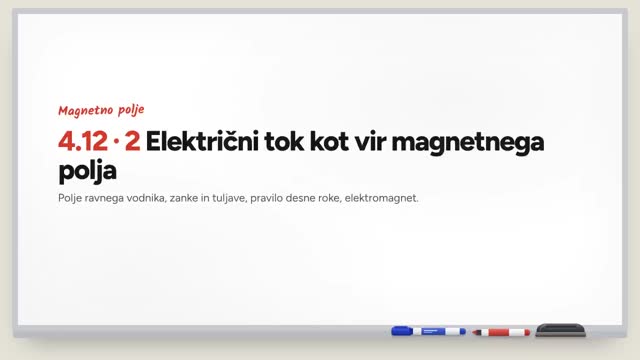 Magnetno polje
4.12 · 2 Električni tok kot vir magnetnega
polja
Polje ravnega vodnika, zanke in tuljave, pravilo desne roke, elektromagnet.